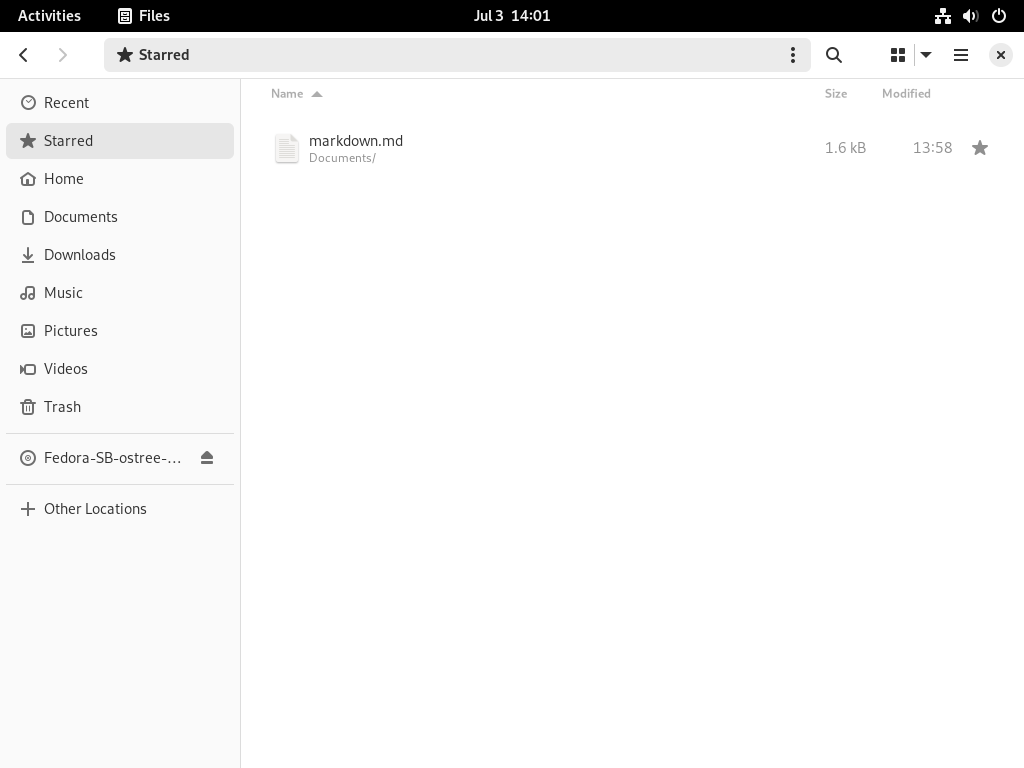 Activities Files Jul 3 14:01
Starred
Name Size Modified
Recent
Starred
markdown.md 1.6 kB 13:58
Documents/
Home
Documents
Downloads
Music
Pictures
Videos
Trash
Fedora-SB-ostree-…
Other Locations